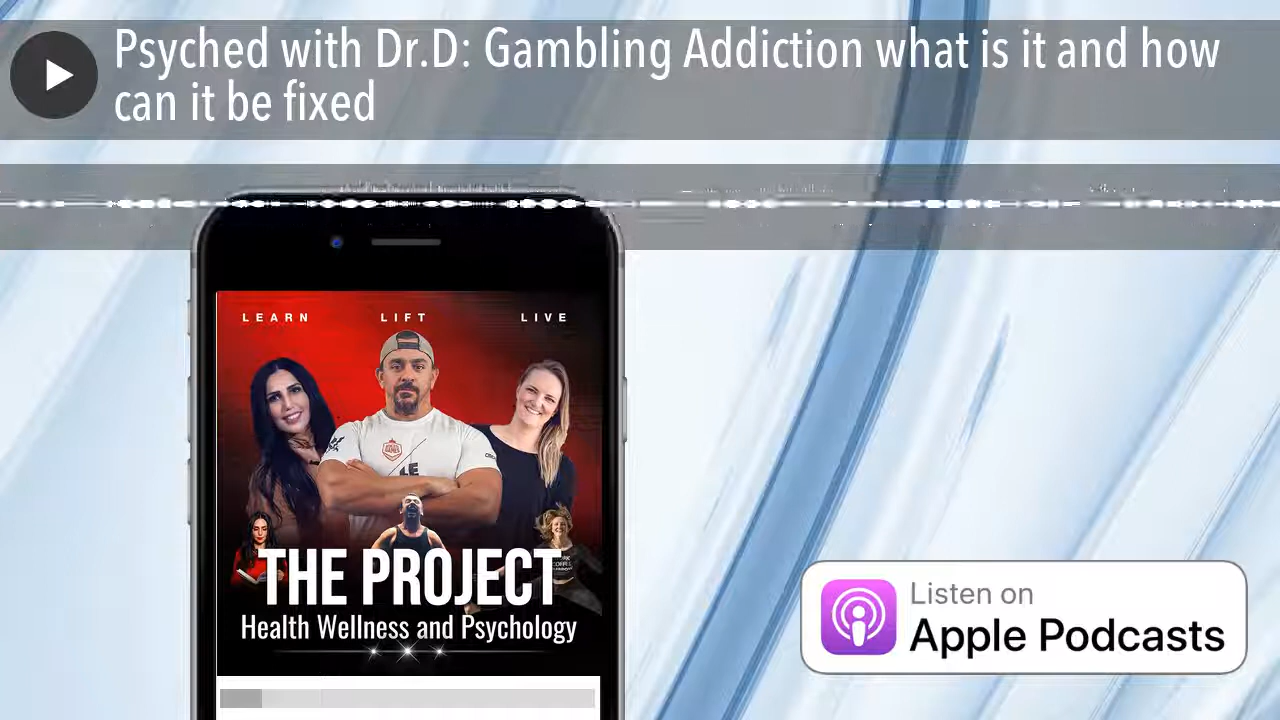 Psyched with Dr.D: Gambling Addiction what is it and how
can it be fixed
LEARN LIFT LIVE
THE PROJECT
Health Wellness and Psychology
Listen on
Apple Podcasts